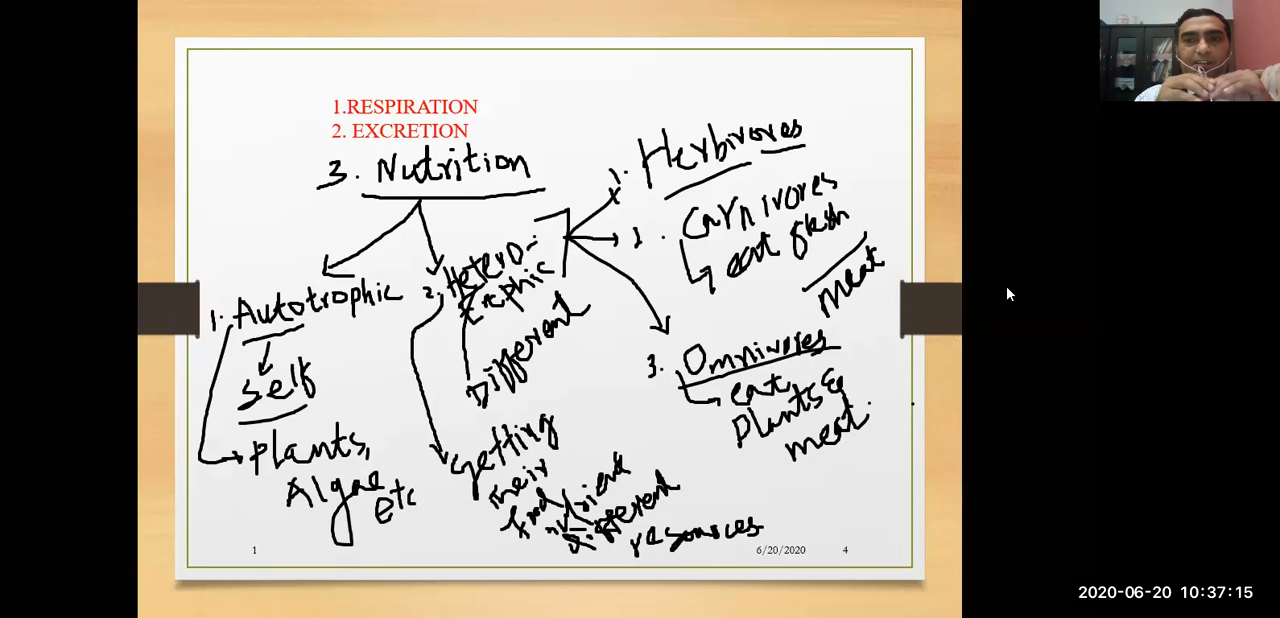 1.RESPIRATION
2. EXCRETION
3. Nutrition
1. Autotrophic
Self
Plants,
Algae
etc
2. Hetero-
trophic
Different
Getting
their
food/nutrient
different
resources
1. Herbivores
2. Carnivores
eat flesh
meat
3. Omnivores
eat
plants &
meat
1
6/20/2020
4
2020-06-20 10:37:15